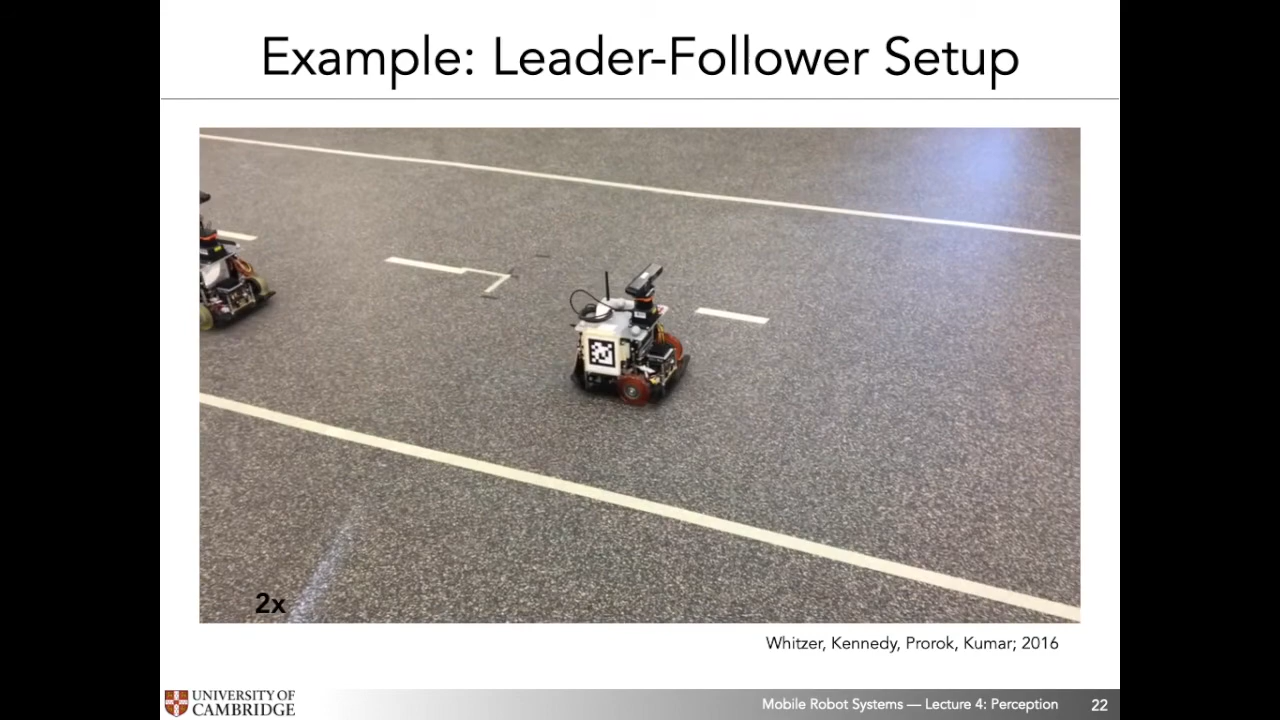 Example: Leader-Follower Setup
2x
Whitzer, Kennedy, Prorok, Kumar; 2016
UNIVERSITY OF
CAMBRIDGE
Mobile Robot Systems — Lecture 4: Perception
22